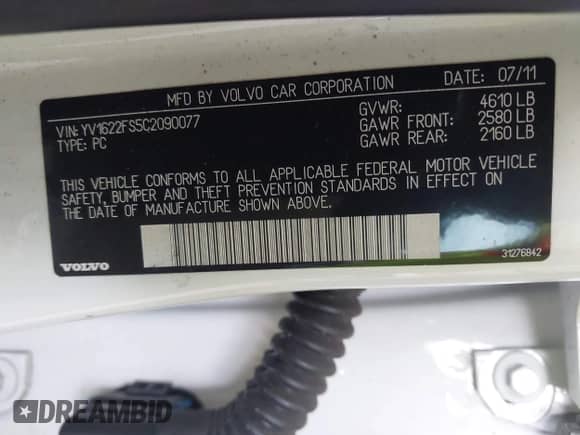 MFD BY VOLVO CAR CORPORATION DATE: 07/11
VIN: YV1622FS5C2090077
TYPE: PC
GVWR: 4610 LB
GAWR FRONT: 2580 LB
GAWR REAR: 2160 LB
THIS VEHICLE CONFORMS TO ALL APPLICABLE FEDERAL MOTOR VEHICLE
SAFETY, BUMPER AND THEFT PREVENTION STANDARDS IN EFFECT ON
THE DATE OF MANUFACTURE SHOWN ABOVE.
VOLVO
31276842
DREAMBID